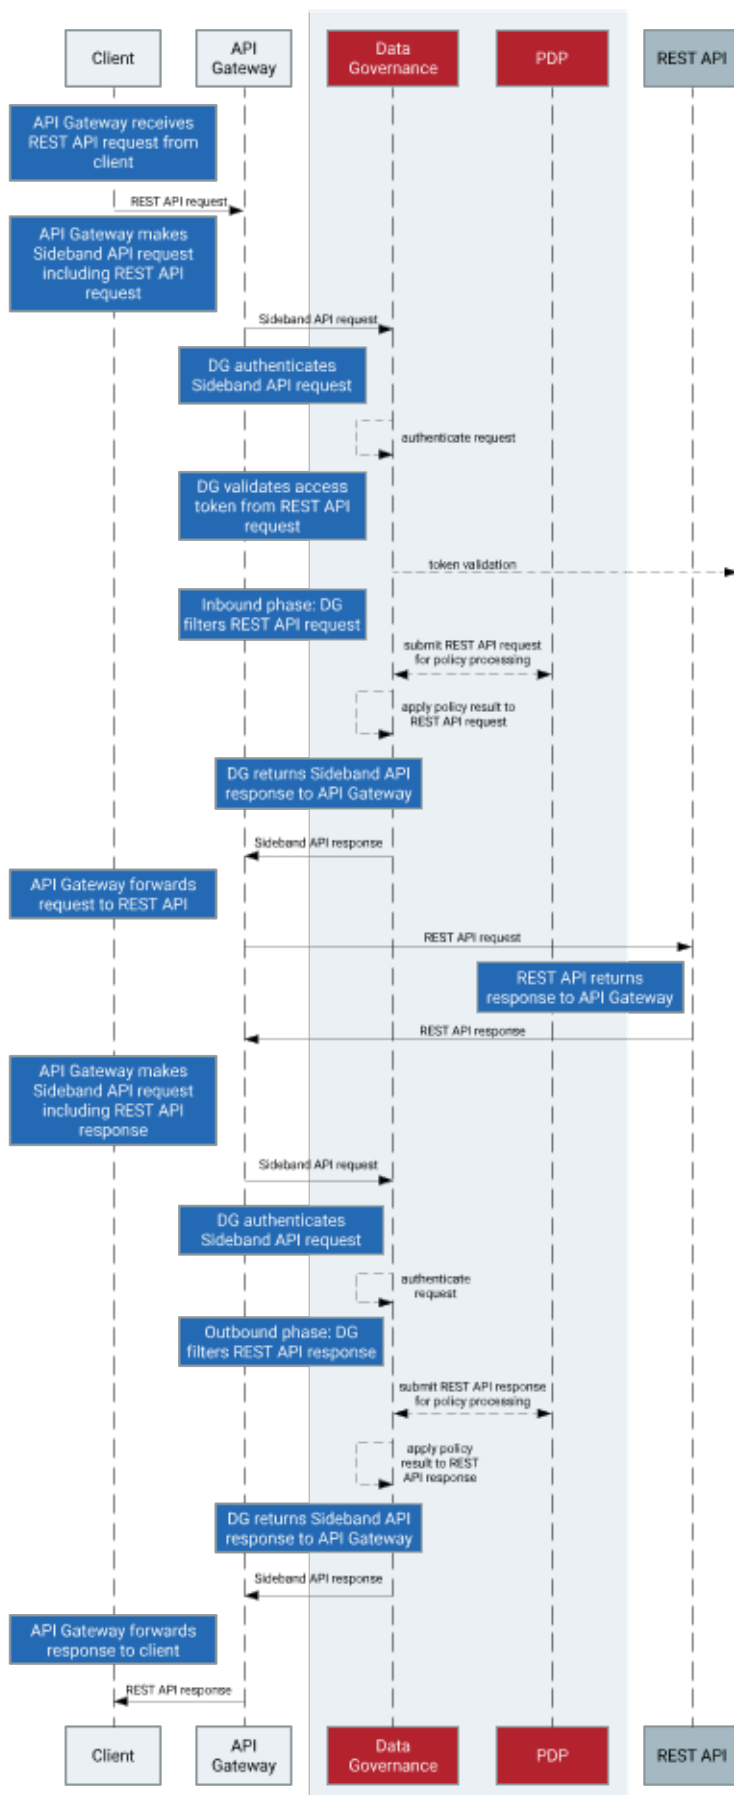 Client
API
Gateway
Data
Governance
PDP
REST API
API Gateway receives
REST API request from
client
REST API request
API Gateway makes
Sideband API request
including REST API
request
Sideband API request
DG authenticates
Sideband API request
authenticate request
DG validates access
token from REST API
request
token validation
Inbound phase: DG
filters REST API request
submit REST API request
for policy processing
apply policy result to
REST API request
DG returns Sideband API
response to API Gateway
Sideband API response
API Gateway forwards
request to REST API
REST API request
REST API returns
response to API Gateway
REST API response
API Gateway makes
Sideband API request
including REST API
response
Sideband API request
DG authenticates
Sideband API request
authenticate
request
Outbound phase: DG
filters REST API response
submit REST API response
for policy processing
apply policy
result to REST
API response
DG returns Sideband API
response to API Gateway
Sideband API response
API Gateway forwards
response to client
REST API response
Client
API
Gateway
Data
Governance
PDP
REST API